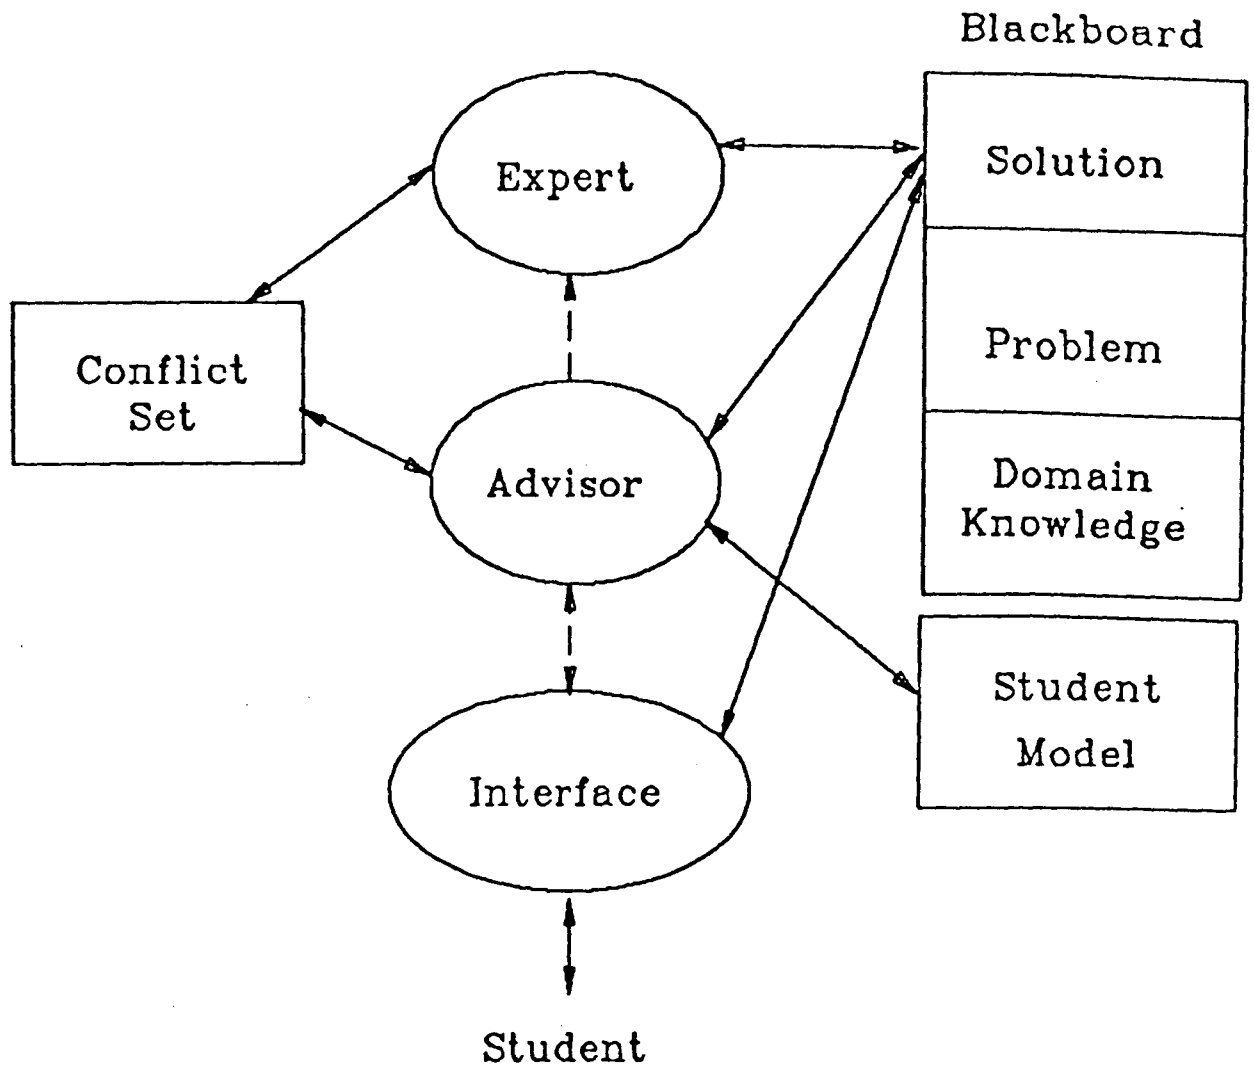 Blackboard
Expert
Solution
Conflict
Set
Problem
Advisor
Domain
Knowledge
Student
Model
Interface
Student